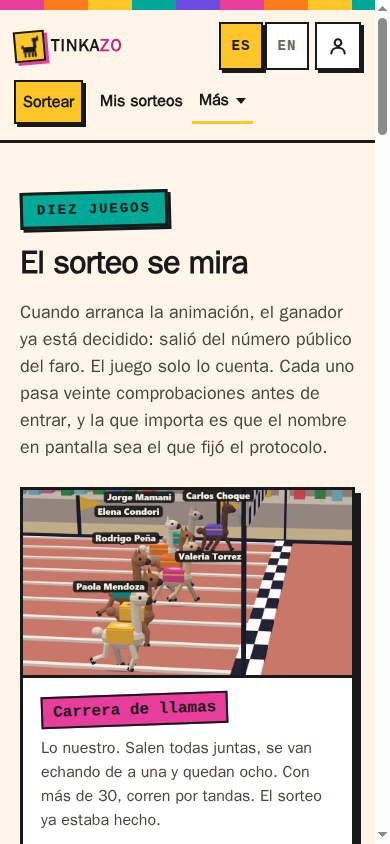 TINKAZO
ES
EN
Sortear
Mis sorteos
Más
DIEZ JUEGOS
El sorteo se mira
Cuando arranca la animación, el ganador
ya está decidido: salió del número público
del faro. El juego solo lo cuenta. Cada uno
pasa veinte comprobaciones antes de
entrar, y la que importa es que el nombre
en pantalla sea el que fijó el protocolo.
Jorge Mamani
Carlos Choque
Elena Condori
Rodrigo Peña
Valeria Torrez
Paola Mendoza
Carrera de llamas
Lo nuestro. Salen todas juntas, se van
echando de a una y quedan ocho. Con
más de 30, corren por tandas. El sorteo
ya estaba hecho.